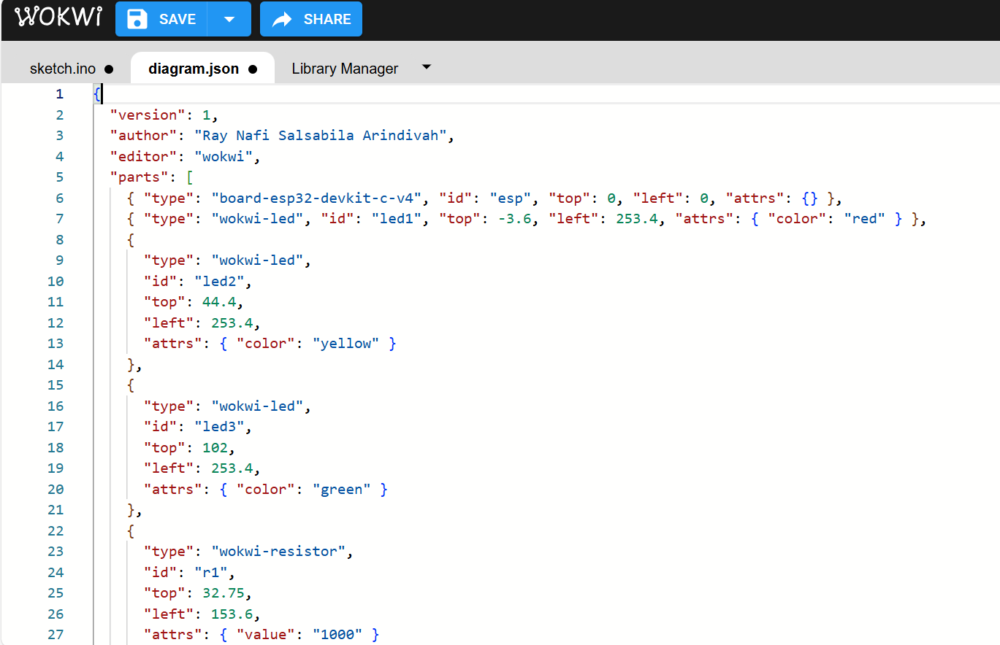 WOKWi
SAVE
SHARE
sketch.ino ●
diagram.json ●
Library Manager
1 {
2 "version": 1,
3 "author": "Ray Nafi Salsabila Arindivah",
4 "editor": "wokwi",
5 "parts": [
6 { "type": "board-esp32-devkit-c-v4", "id": "esp", "top": 0, "left": 0, "attrs": {} },
7 { "type": "wokwi-led", "id": "led1", "top": -3.6, "left": 253.4, "attrs": { "color": "red" } },
8 {
9 "type": "wokwi-led",
10 "id": "led2",
11 "top": 44.4,
12 "left": 253.4,
13 "attrs": { "color": "yellow" }
14 },
15 {
16 "type": "wokwi-led",
17 "id": "led3",
18 "top": 102,
19 "left": 253.4,
20 "attrs": { "color": "green" }
21 },
22 {
23 "type": "wokwi-resistor",
24 "id": "r1",
25 "top": 32.75,
26 "left": 153.6,
27 "attrs": { "value": "1000" }